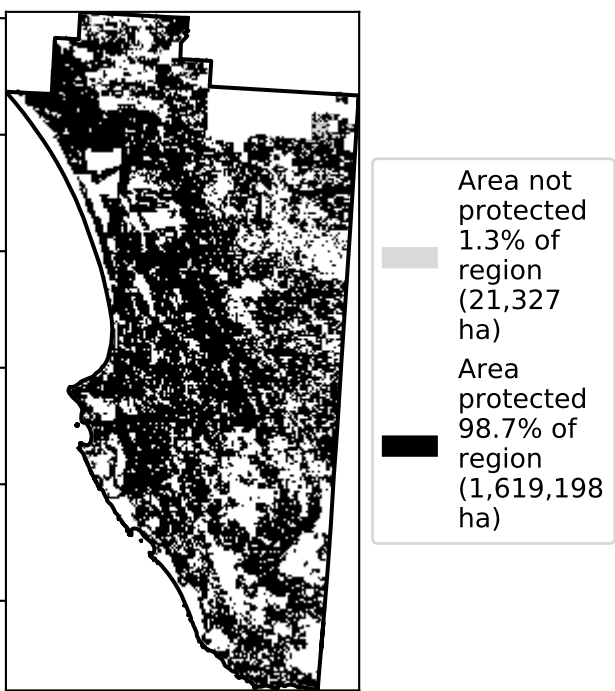 Area not
protected
1.3% of
region
(21,327
ha)
Area
protected
98.7% of
region
(1,619,198
ha)